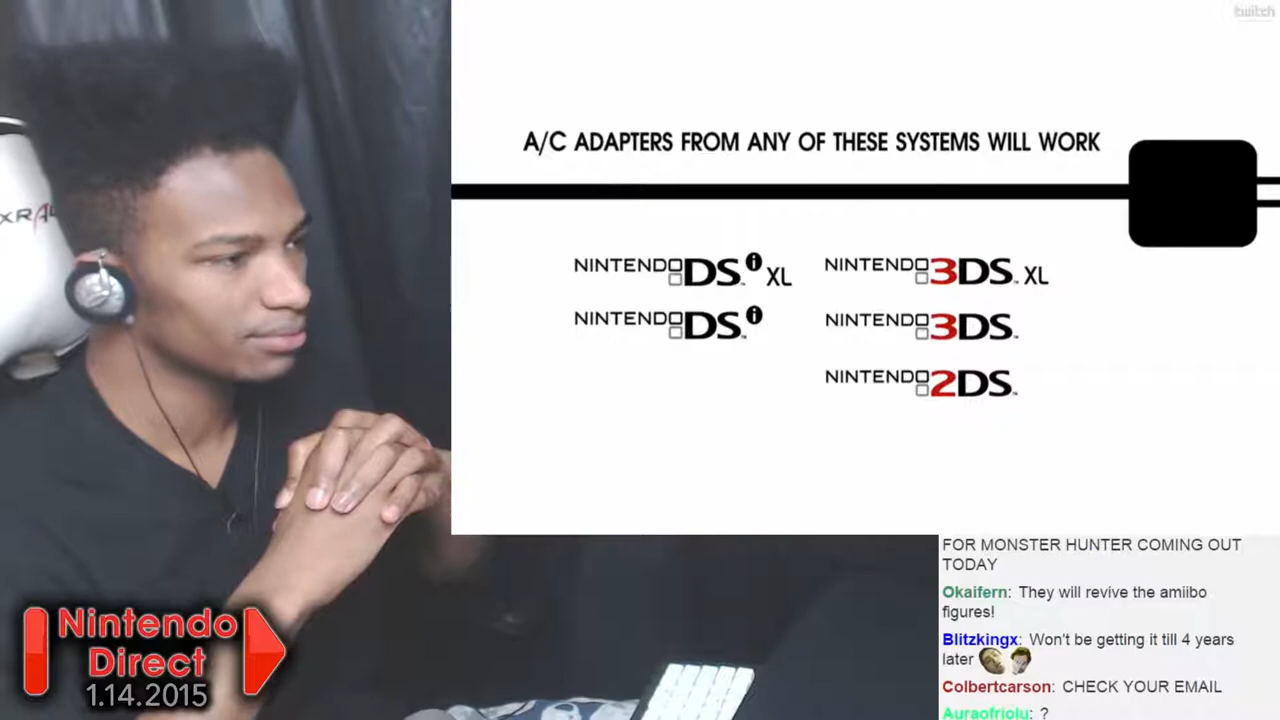 twitch
A/C ADAPTERS FROM ANY OF THESE SYSTEMS WILL WORK
NINTENDO DSi XL
NINTENDO 3DS XL
NINTENDO DSi
NINTENDO 3DS
NINTENDO 2DS
FOR MONSTER HUNTER COMING OUT
TODAY
Okaifern: They will revive the amiibo
figures!
Blitzkingx: Won't be getting it till 4 years
later
Colbertcarson: CHECK YOUR EMAIL
Auraofriolu: ?
Nintendo
Direct
1.14.2015